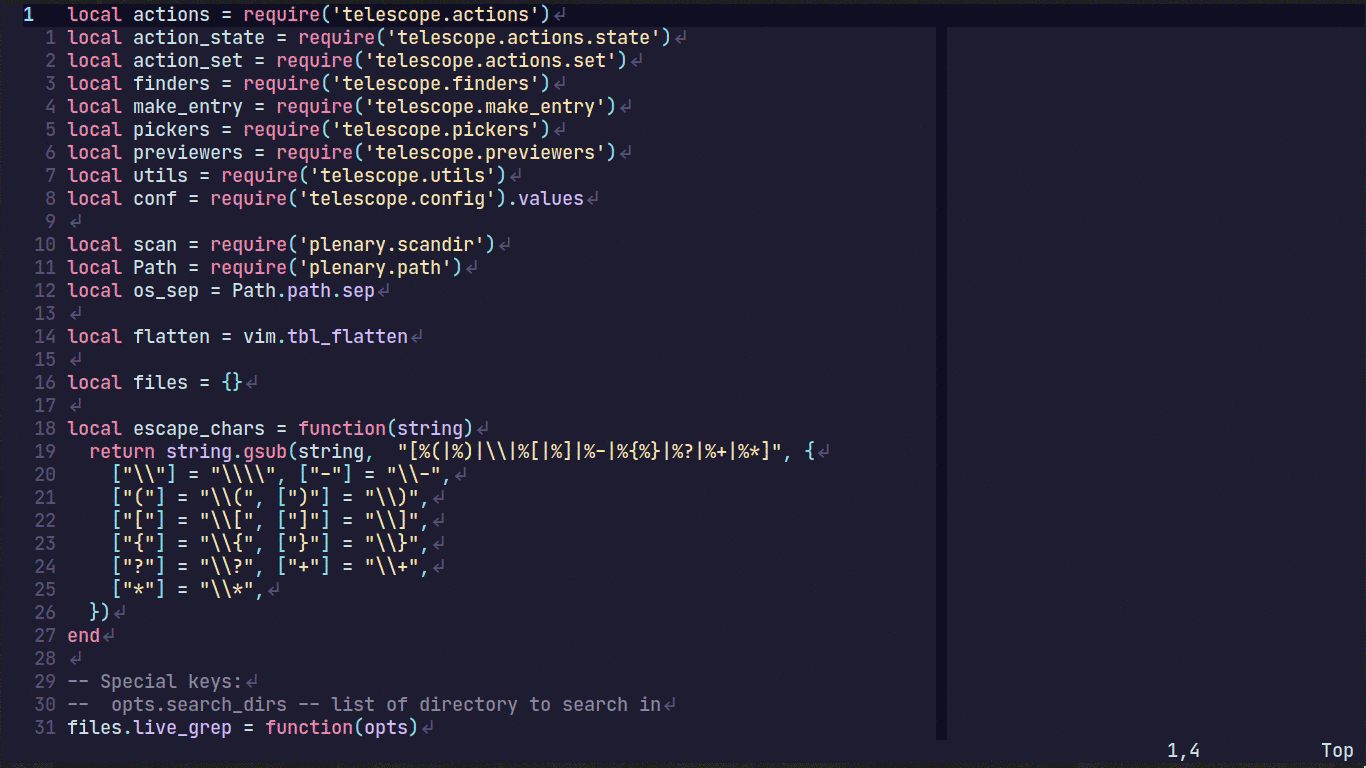 1   local actions = require('telescope.actions')↲
  1 local action_state = require('telescope.actions.state')↲
  2 local action_set = require('telescope.actions.set')↲
  3 local finders = require('telescope.finders')↲
  4 local make_entry = require('telescope.make_entry')↲
  5 local pickers = require('telescope.pickers')↲
  6 local previewers = require('telescope.previewers')↲
  7 local utils = require('telescope.utils')↲
  8 local conf = require('telescope.config').values↲
  9 ↲
 10 local scan = require('plenary.scandir')↲
 11 local Path = require('plenary.path')↲
 12 local os_sep = Path.path.sep↲
 13 ↲
 14 local flatten = vim.tbl_flatten↲
 15 ↲
 16 local files = {}↲
 17 ↲
 18 local escape_chars = function(string)↲
 19   return string.gsub(string,  "[%(|%)|\\|%[|%]|%-|%{%}|%?|%+|%*]", {↲
 20     ["\\"] = "\\\\", ["-"] = "\\-",↲
 21     ["("] = "\\(", [")"] = "\\)",↲
 22     ["["] = "\\[", ["]"] = "\\]",↲
 23     ["{"] = "\\{", ["}"] = "\\}",↲
 24     ["?"] = "\\?", ["+"] = "\\+",↲
 25     ["*"] = "\\*",↲
 26   })↲
 27 end↲
 28 ↲
 29 -- Special keys:↲
 30 --  opts.search_dirs -- list of directory to search in↲
 31 files.live_grep = function(opts)↲
1,4 Top